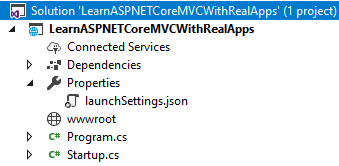 Solution 'LearnASPNETCoreMVCWithRealApps' (1 project)
LearnASPNETCoreMVCWithRealApps
Connected Services
Dependencies
Properties
launchSettings.json
wwwroot
C# Program.cs
C# Startup.cs